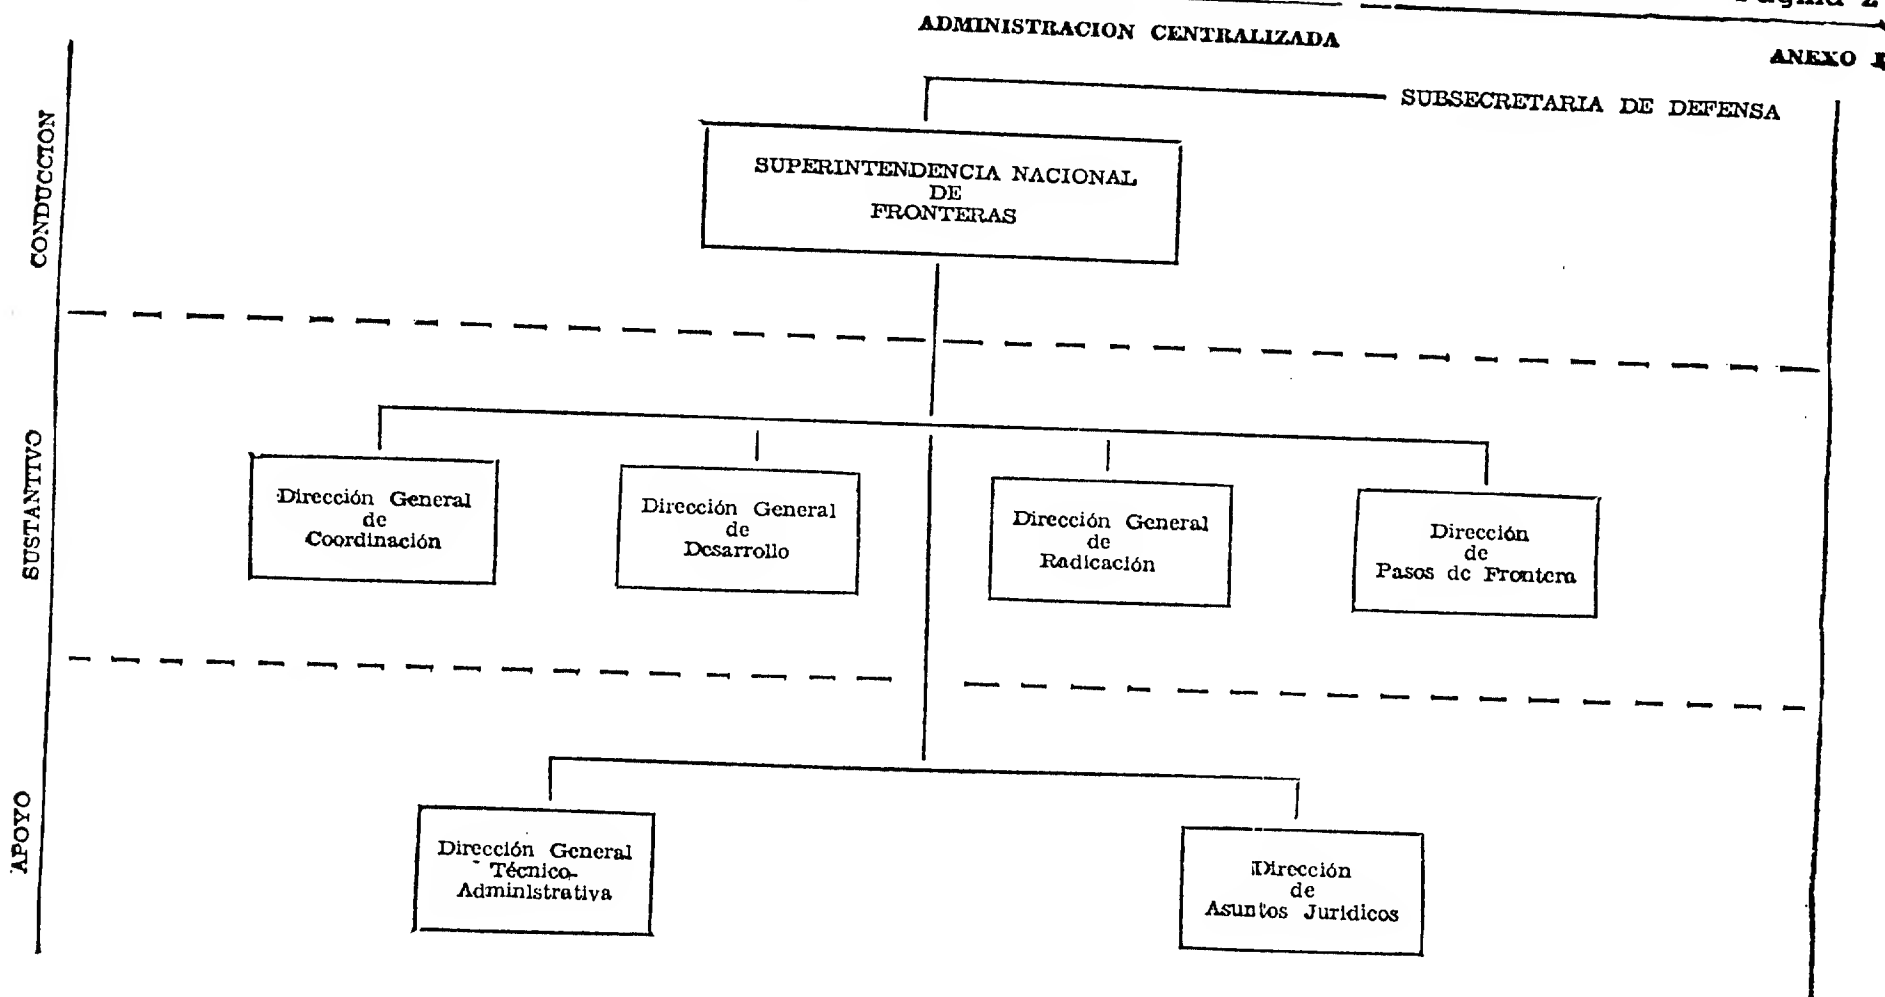 ADMINISTRACION CENTRALIZADA
ANEXO
SUBSECRETARIA DE DEFENSA
CONDUCCION
SUPERINTENDENCIA NACIONAL
DE
FRONTERAS
SUSTANTIVO
Dirección General
de
Coordinación
Dirección General
de
Desarrollo
Dirección General
de
Radicación
Dirección
de
Pasos de Frontera
APOYO
Dirección General
Técnico-
Administrativa
Dirección
de
Asuntos Juridicos